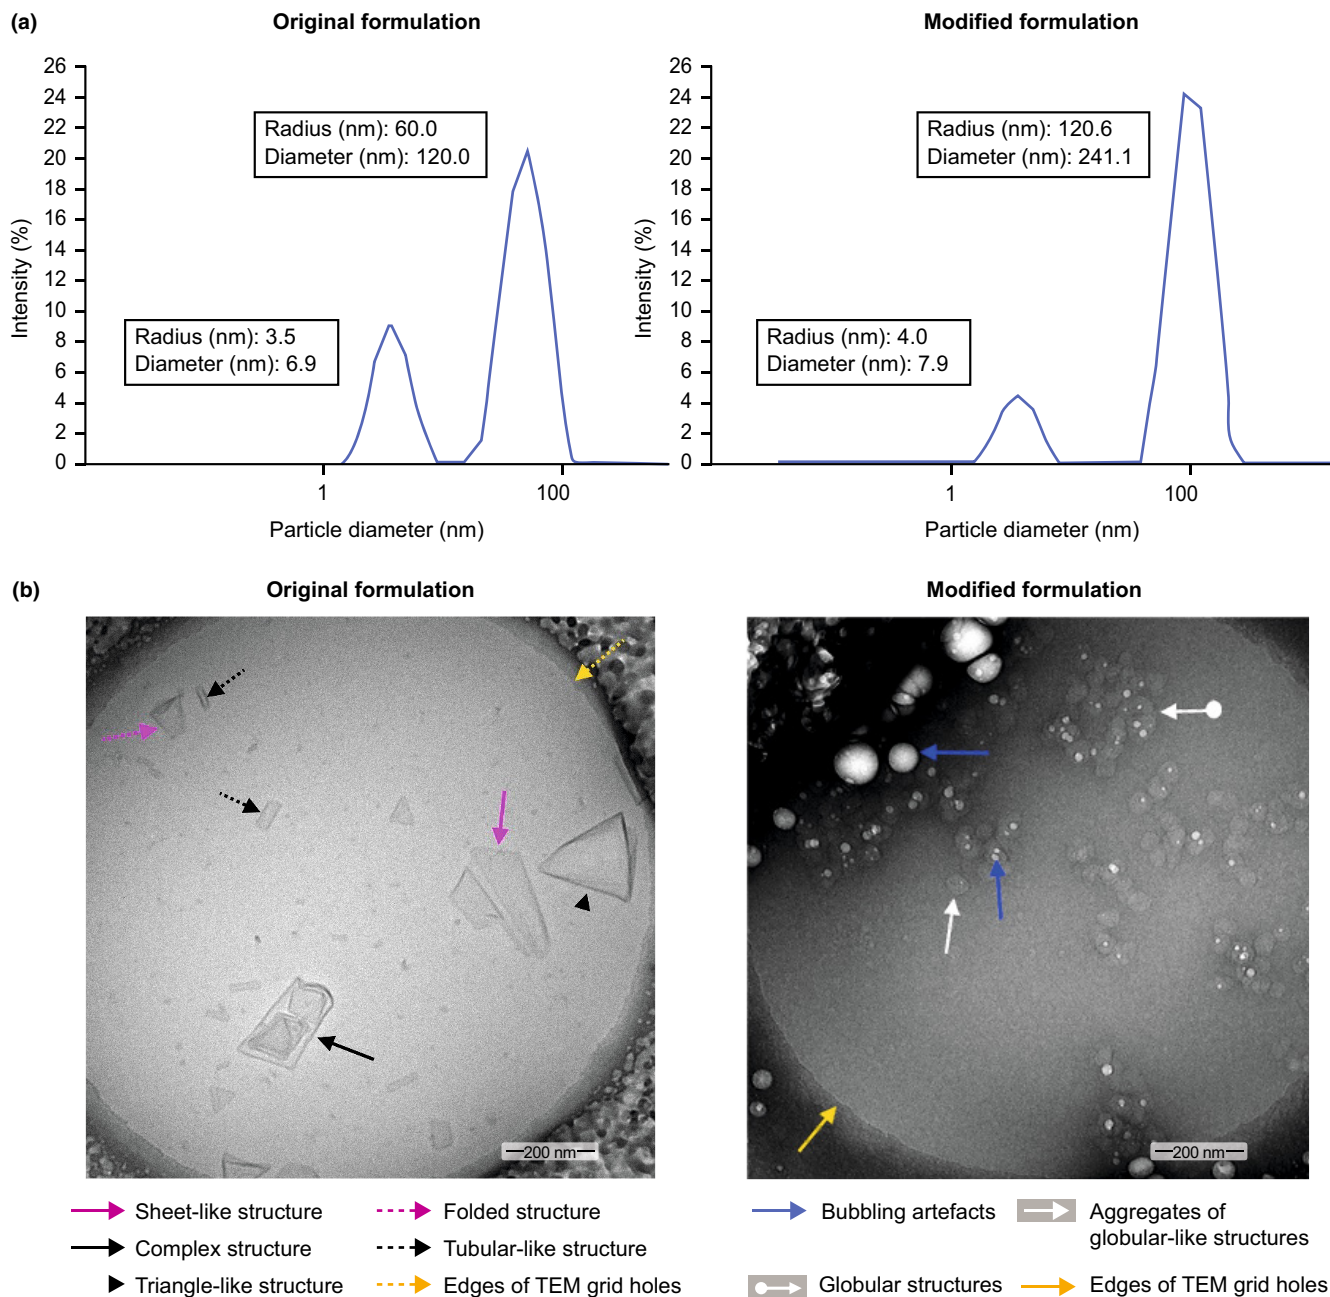 (a)
Original formulation
Modified formulation
26
24
22
20
18
16
14
12
10
8
6
4
2
0
Intensity (%)
Radius (nm): 60.0
Diameter (nm): 120.0
Radius (nm): 3.5
Diameter (nm): 6.9
1
100
Particle diameter (nm)
26
24
22
20
18
16
14
12
10
8
6
4
2
0
Intensity (%)
Radius (nm): 120.6
Diameter (nm): 241.1
Radius (nm): 4.0
Diameter (nm): 7.9
1
100
Particle diameter (nm)
(b)
Original formulation
Modified formulation
200 nm
200 nm
Sheet-like structure
Folded structure
Complex structure
Tubular-like structure
Triangle-like structure
Edges of TEM grid holes
Bubbling artefacts
Aggregates of
globular-like structures
Globular structures
Edges of TEM grid holes